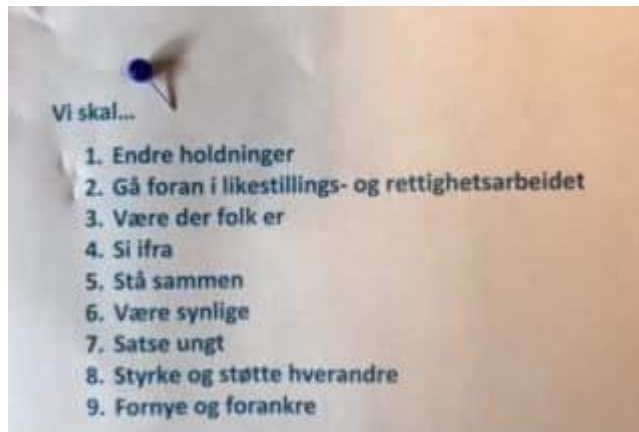 Vi skal...
1. Endre holdninger
2. Gå foran i likestillings- og rettighetsarbeidet
3. Være der folk er
4. Si ifra
5. Stå sammen
6. Være synlige
7. Satse ungt
8. Styrke og støtte hverandre
9. Fornye og forankre